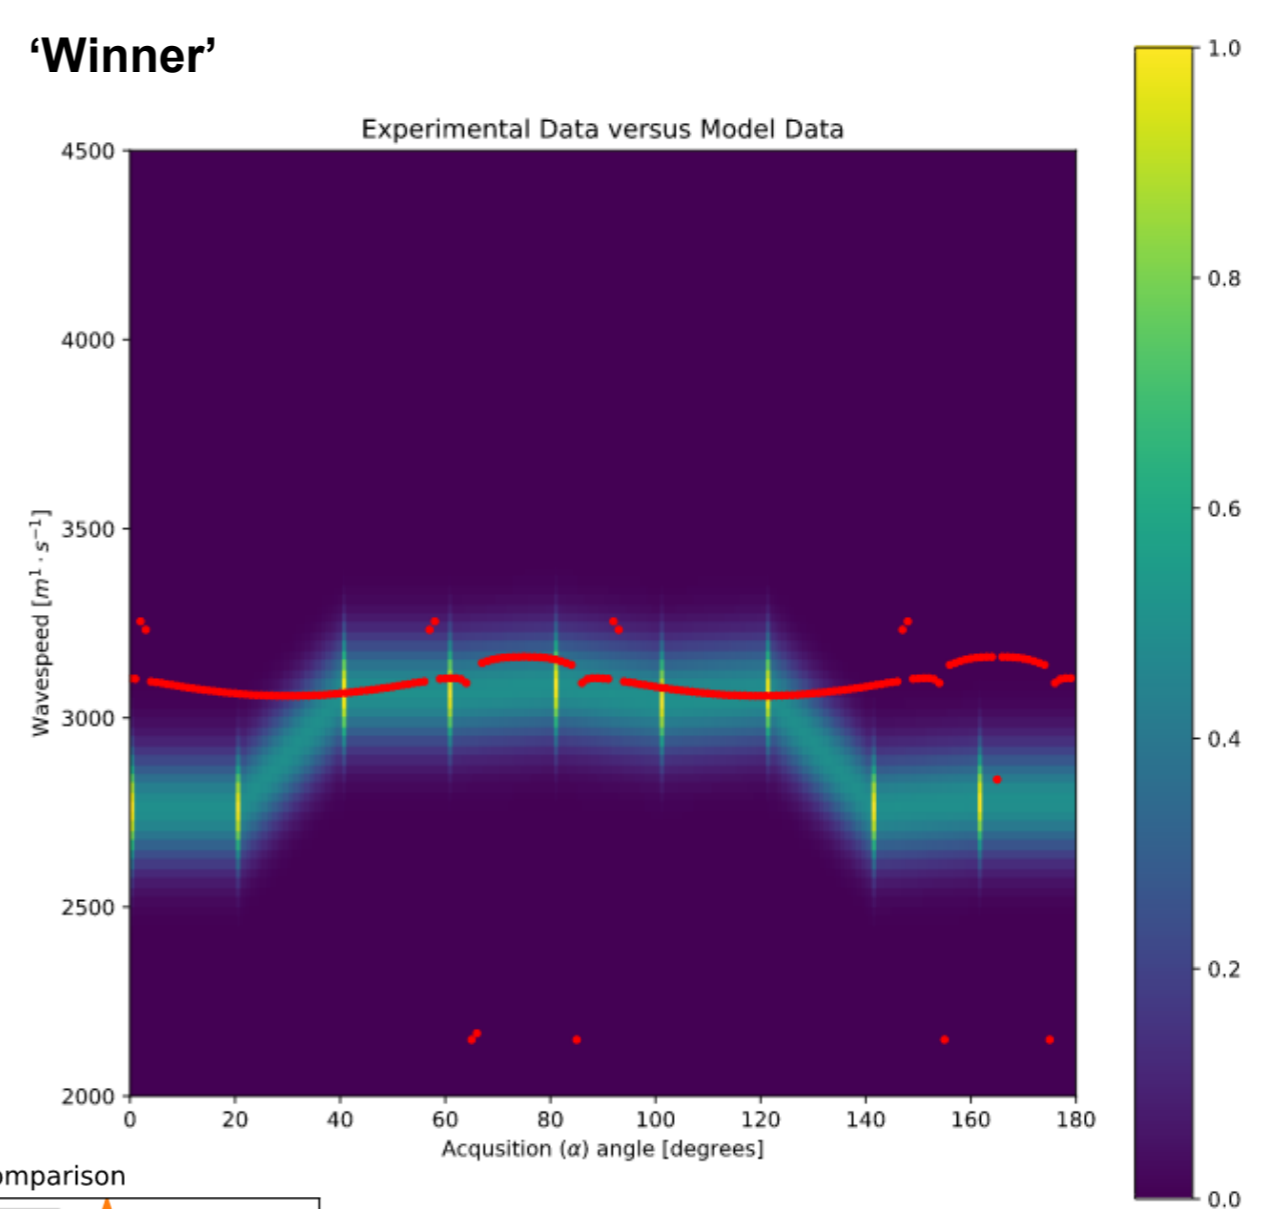 ‘Winner’
Experimental Data versus Model Data
4500
4000
3500
3000
2500
2000
Wavespeed [m¹ · s⁻¹]
0 20 40 60 80 100 120 140 160 180
Acqusition (α) angle [degrees]
1.0
0.8
0.6
0.4
0.2
0.0
omparison